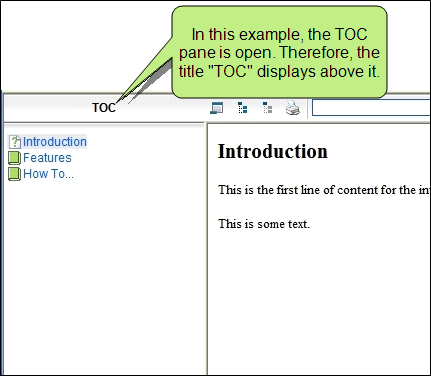 In this example, the TOC
pane is open. Therefore, the
title "TOC" displays above it.
TOC
Introduction
Features
How To...
Introduction
This is the first line of content for the in
This is some text.